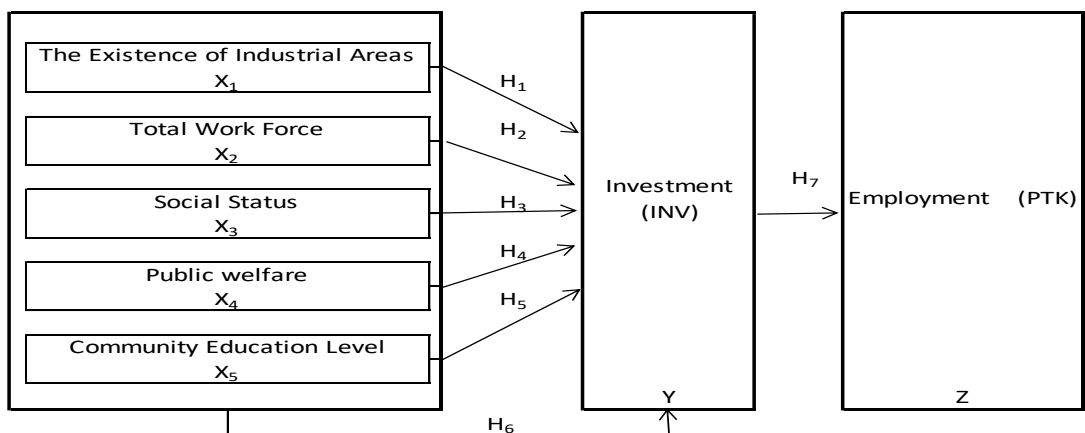 The Existence of Industrial Areas
X₁
Total Work Force
X₂
Social Status
X₃
Public welfare
X₄
Community Education Level
X₅
H₁
H₂
H₃
H₄
H₅
H₆
Investment
(INV)
Y
H₇
Employment (PTK)
Z